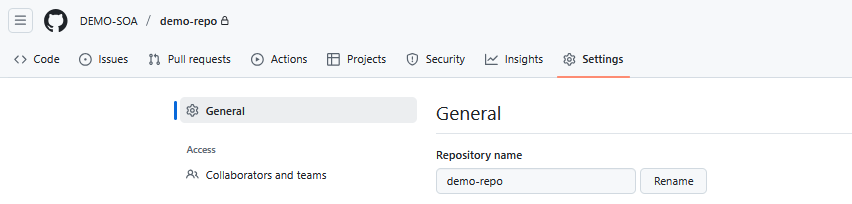 DEMO-SOA / demo-repo
Code Issues Pull requests Actions Projects Security Insights Settings
General
Access
Collaborators and teams
General
Repository name
demo-repo Rename